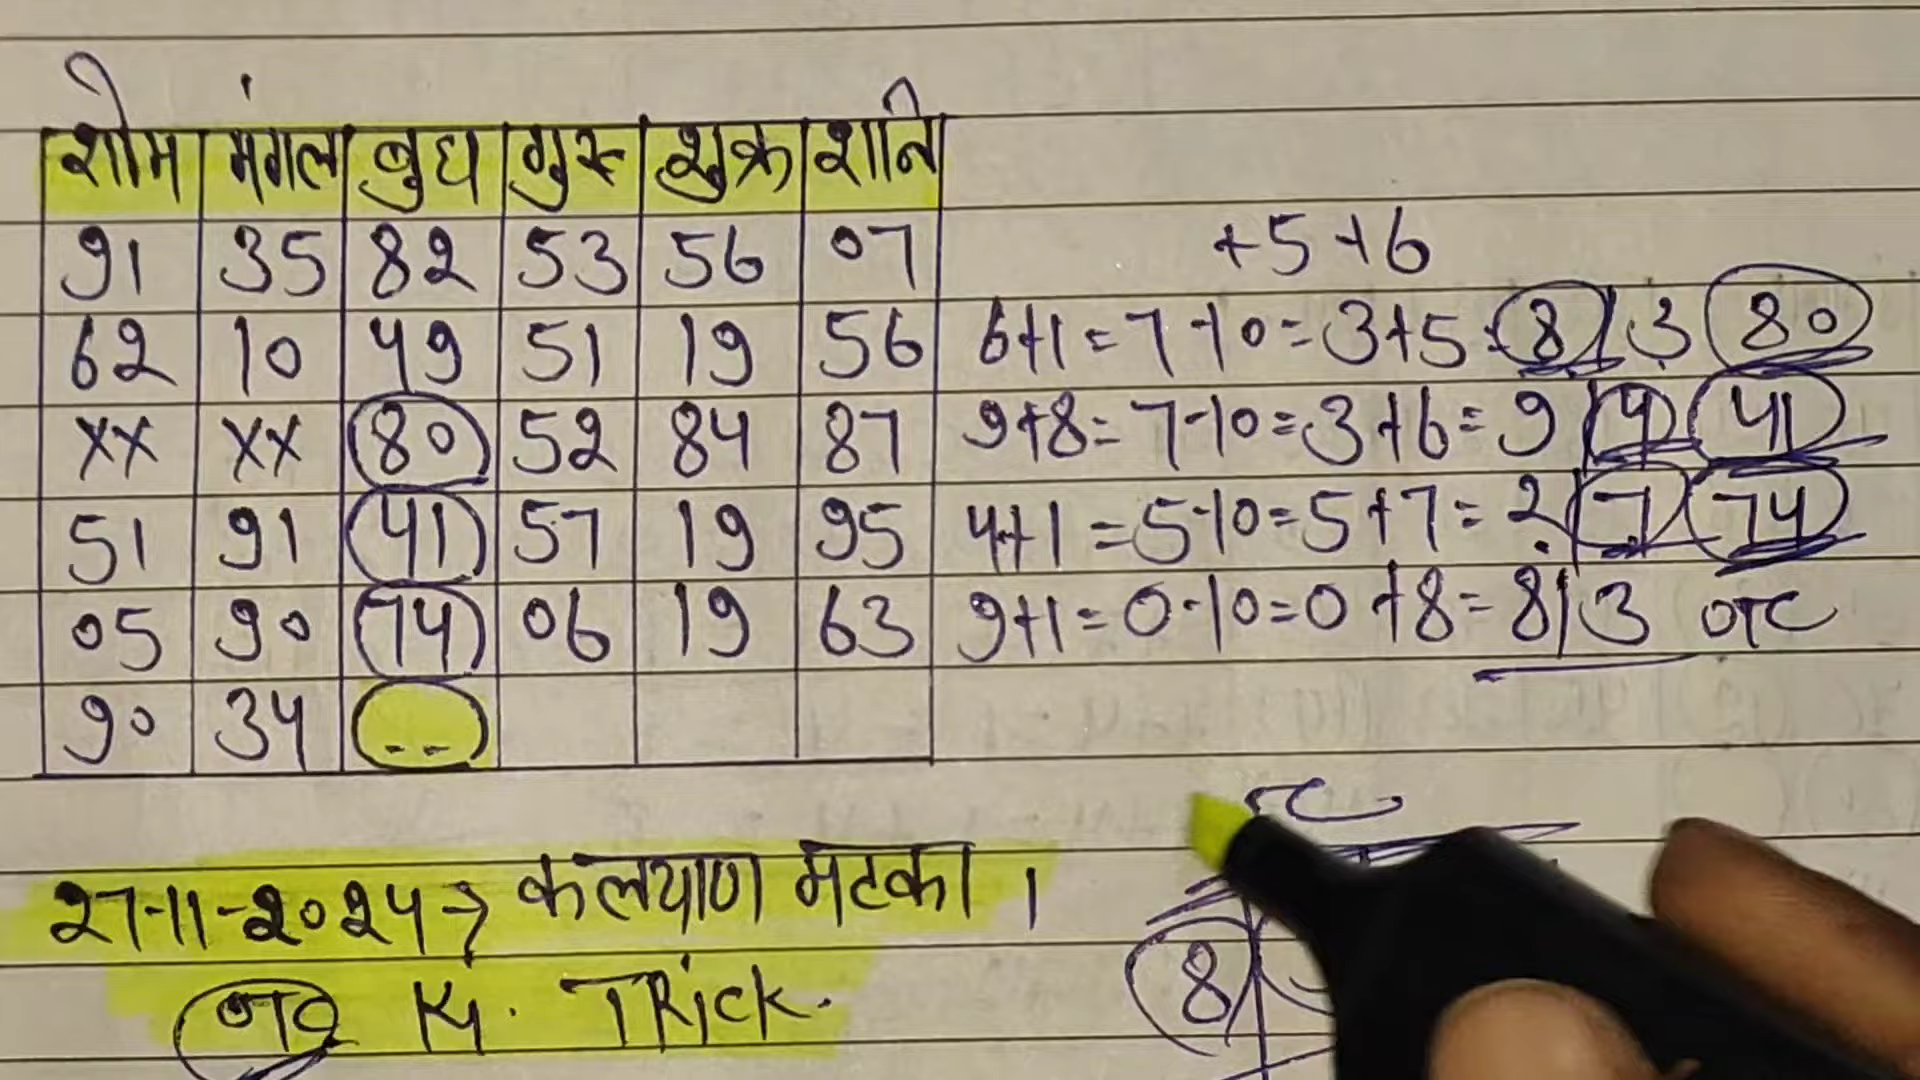 शोम मंगल बुध गुरू शुक्र शनि
91 35 82 53 56 07 +5+6
62 10 49 51 19 56 6+1=7-10=3+5=8/3 80
XX XX 80 52 84 87 9+8=7-10=3+6=9/4 41
51 91 41 57 19 95 4+1=5-10=5+7=2/7 74
05 90 74 06 19 63 9+1=0-10=0+8=8/3 OTC
90 34 --
27-11-2024→ कल्याण मटका ।
OTC Ki. TRick.
8